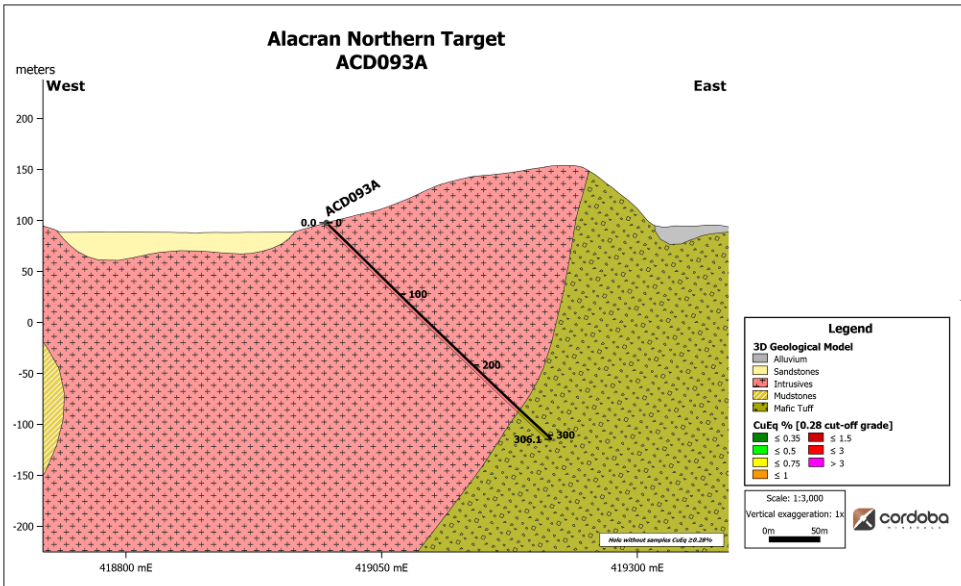 Alacran Northern Target
ACD093A
meters
West
East
200
150
100
50
0
-50
-100
-150
-200
ACD093A
0.0
0
100
200
300
306.1
418800 mE
419050 mE
419300 mE
Hole without samples CuEq ≥0.28%
Legend
3D Geological Model
Alluvium
Sandstones
Intrusives
Mudstones
Mafic Tuff
CuEq % [0.28 cut-off grade]
≤ 0.35
≤ 1.5
≤ 0.5
≤ 3
≤ 0.75
> 3
≤ 1
Scale: 1:3,000
Vertical exaggeration: 1x
0m 50m
cordoba
MINERALS